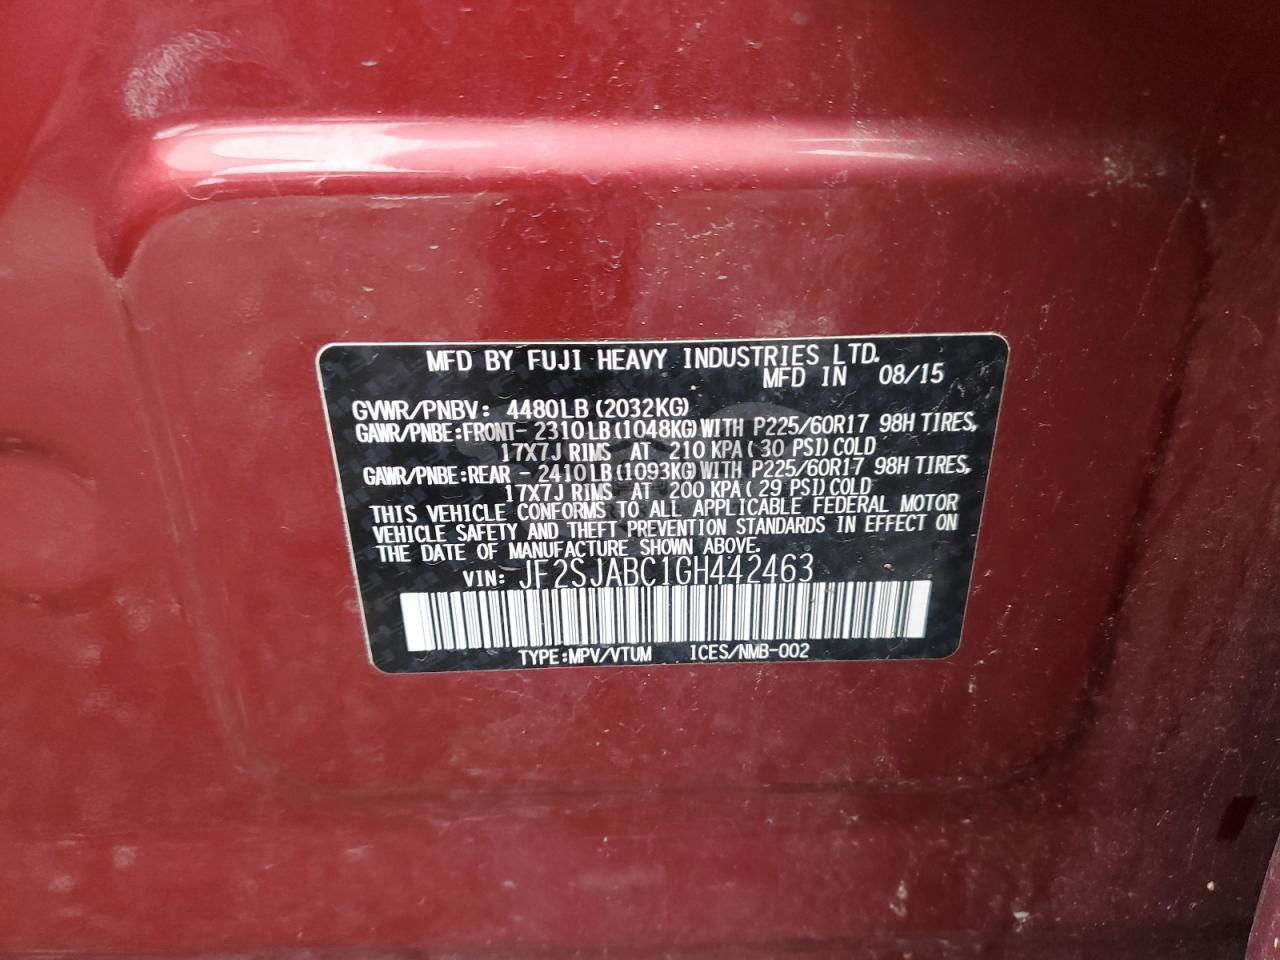 MFD BY FUJI HEAVY INDUSTRIES LTD.
MFD IN 08/15
GVWR/PNBV: 4480LB (2032KG)
GAWR/PNBE:FRONT- 2310LB (1048KG) WITH P225/60R17 98H TIRES,
17X7J RIMS AT 210 KPA ( 30 PSI) COLD
GAWR/PNBE:REAR - 2410LB (1093KG) WITH P225/60R17 98H TIRES,
17X7J RIMS AT 200 KPA ( 29 PSI) COLD
THIS VEHICLE CONFORMS TO ALL APPLICABLE FEDERAL MOTOR
VEHICLE SAFETY AND THEFT PREVENTION STANDARDS IN EFFECT ON
THE DATE OF MANUFACTURE SHOWN ABOVE.
VIN: JF2SJABC1GH442463
TYPE:MPV/VTUM ICES/NMB-002